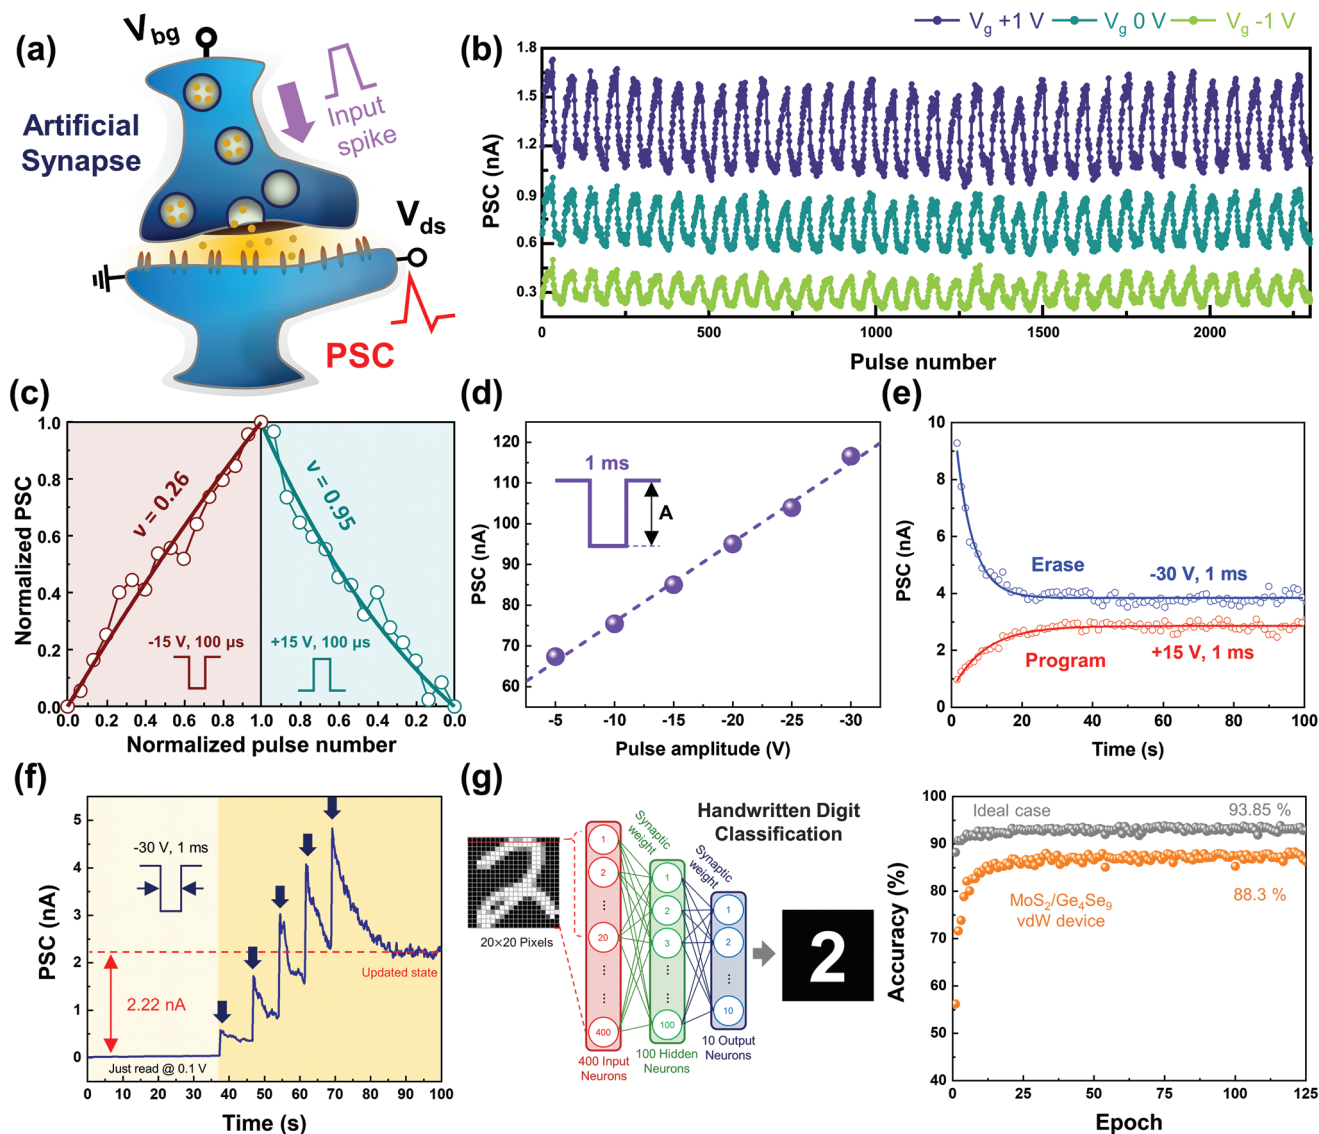 (a)
V_bg
Input
spike
Artificial
Synapse
V_ds
PSC
(b)
V_g +1 V
V_g 0 V
V_g -1 V
PSC (nA)
1.8
1.5
1.2
0.9
0.6
0.3
0
500
1000
1500
2000
Pulse number
(c)
Normalized PSC
1.0
0.8
0.6
0.4
0.2
0.0
ν = 0.26
ν = 0.95
-15 V, 100 µs
+15 V, 100 µs
0.0 0.2 0.4 0.6 0.8 1.0 0.8 0.6 0.4 0.2 0.0
Normalized pulse number
(d)
PSC (nA)
120
110
100
90
80
70
60
1 ms
A
-5 -10 -15 -20 -25 -30
Pulse amplitude (V)
(e)
PSC (nA)
10
8
6
4
2
0
Erase
-30 V, 1 ms
Program
+15 V, 1 ms
0 20 40 60 80 100
Time (s)
(f)
PSC (nA)
5
4
3
2
1
0
-30 V, 1 ms
2.22 nA
Updated state
Just read @ 0.1 V
0 10 20 30 40 50 60 70 80 90 100
Time (s)
(g)
Handwritten Digit
Classification
20×20 Pixels
Synaptic
weight
Synaptic
weight
1
2
20
400
1
2
3
100
1
2
10
400 Input
Neurons
100 Hidden
Neurons
10 Output
Neurons
2
Accuracy (%)
100
90
80
70
60
50
40
Ideal case
93.85 %
MoS₂/Ge₄Se₉
vdW device
88.3 %
0 25 50 75 100 125
Epoch